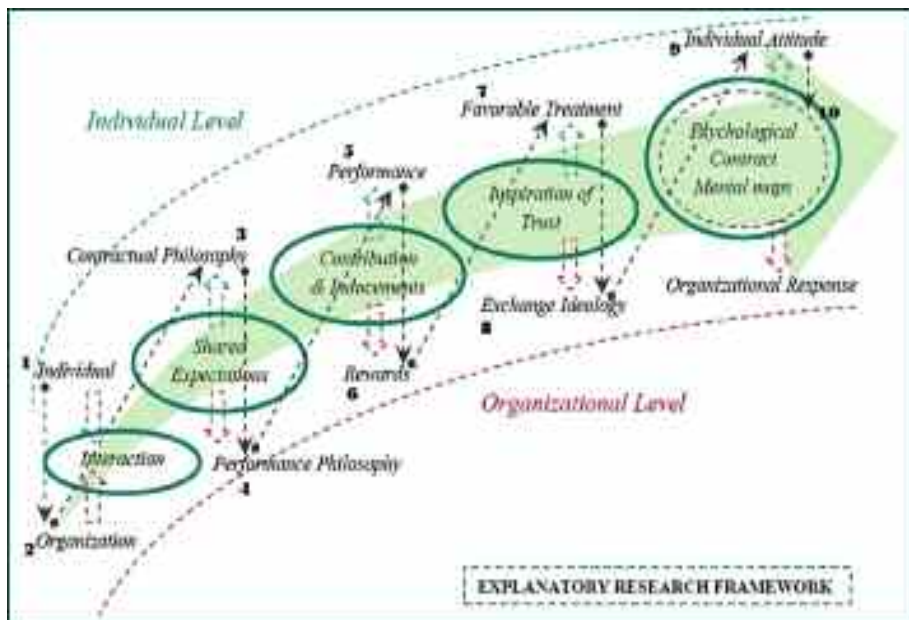 9
Individual Attitude
10
7
Favorable Treatment
Individual Level
Psychological
Contract
Mental maps
5
Performance
Inspiration of
Trust
3
Contractual Philosophy
Contribution
& Inducements
Organizational Response
Exchange Ideology
8
Shared
Expectations
1
Individual
Rewards
6
Organizational Level
Interaction
Performance Philosophy
4
2
Organization
EXPLANATORY RESEARCH FRAMEWORK